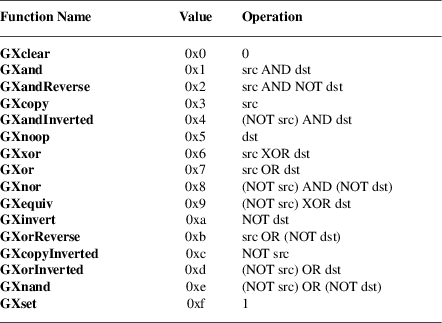 Function Name Value Operation
GXclear 0x0 0
GXand 0x1 src AND dst
GXandReverse 0x2 src AND NOT dst
GXcopy 0x3 src
GXandInverted 0x4 (NOT src) AND dst
GXnoop 0x5 dst
GXxor 0x6 src XOR dst
GXor 0x7 src OR dst
GXnor 0x8 (NOT src) AND (NOT dst)
GXequiv 0x9 (NOT src) XOR dst
GXinvert 0xa NOT dst
GXorReverse 0xb src OR (NOT dst)
GXcopyInverted 0xc NOT src
GXorInverted 0xd (NOT src) OR dst
GXnand 0xe (NOT src) OR (NOT dst)
GXset 0xf 1